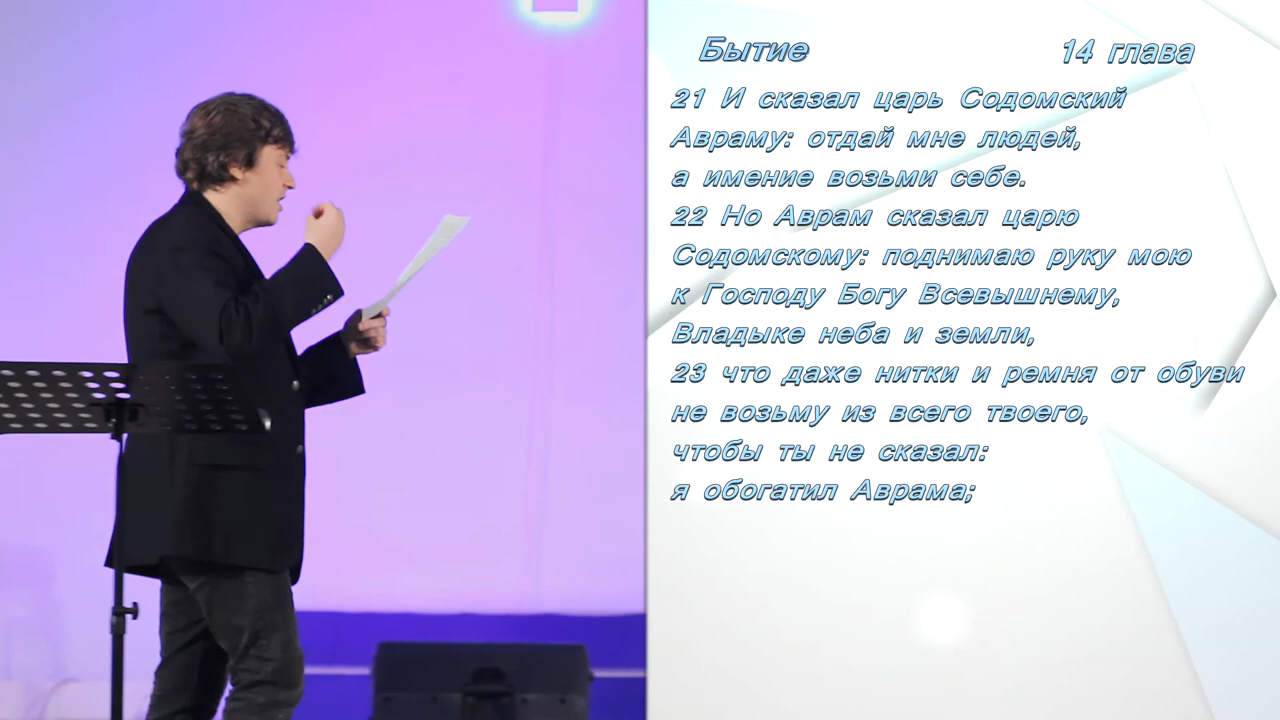 Бытие 14 глава
21 И сказал царь Содомский
Авраму: отдай мне людей,
а имение возьми себе.
22 Но Аврам сказал царю
Содомскому: поднимаю руку мою
к Господу Богу Всевышнему,
Владыке неба и земли,
23 что даже нитки и ремня от обуви
не возьму из всего твоего,
чтобы ты не сказал:
я обогатил Аврама;